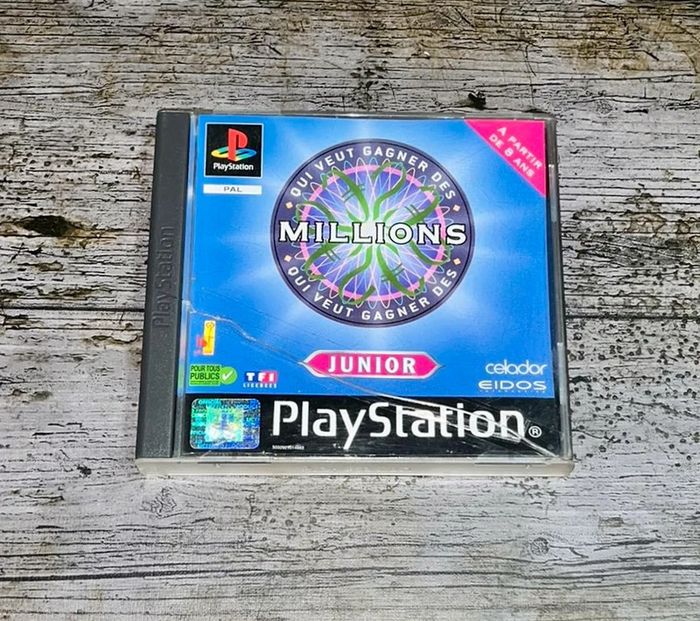 PlayStation
PlayStation
PAL
A PARTIR
DE 8 ANS
QUI VEUT GAGNER DES
MILLIONS
QUI VEUT GAGNER DES
JUNIOR
POUR TOUS
PUBLICS
TF1
LICENCES
celador
EIDOS
PlayStation®